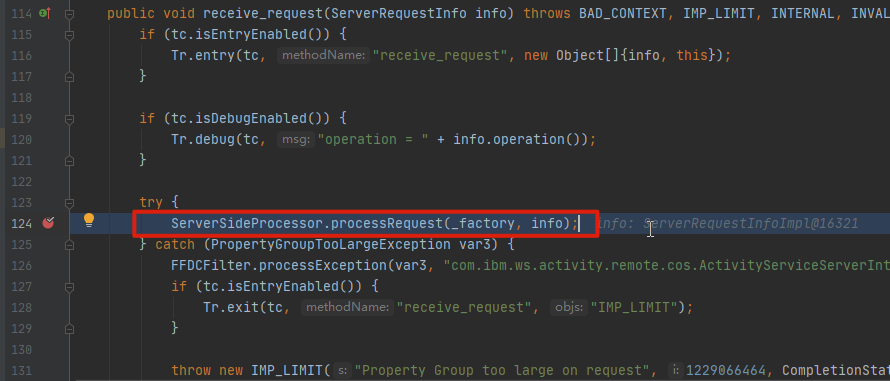 114 public void receive_request(ServerRequestInfo info) throws BAD_CONTEXT, IMP_LIMIT, INTERNAL, INVAL
115 if (tc.isEntryEnabled()) {
116 Tr.entry(tc, methodName: "receive_request", new Object[]{info, this});
117 }
118
119 if (tc.isDebugEnabled()) {
120 Tr.debug(tc, msg: "operation = " + info.operation());
121 }
122
123 try {
124 ServerSideProcessor.processRequest(_factory, info); info: ServerRequestInfoImpl@16321
125 } catch (PropertyGroupTooLargeException var3) {
126 FFDCFilter.processException(var3, "com.ibm.ws.activity.remote.cos.ActivityServiceServerInt
127 if (tc.isEntryEnabled()) {
128 Tr.exit(tc, methodName: "receive_request", objs: "IMP_LIMIT");
129 }
130
131 throw new IMP_LIMIT( s: "Property Group too large on request", i: 1229066464, CompletionStat